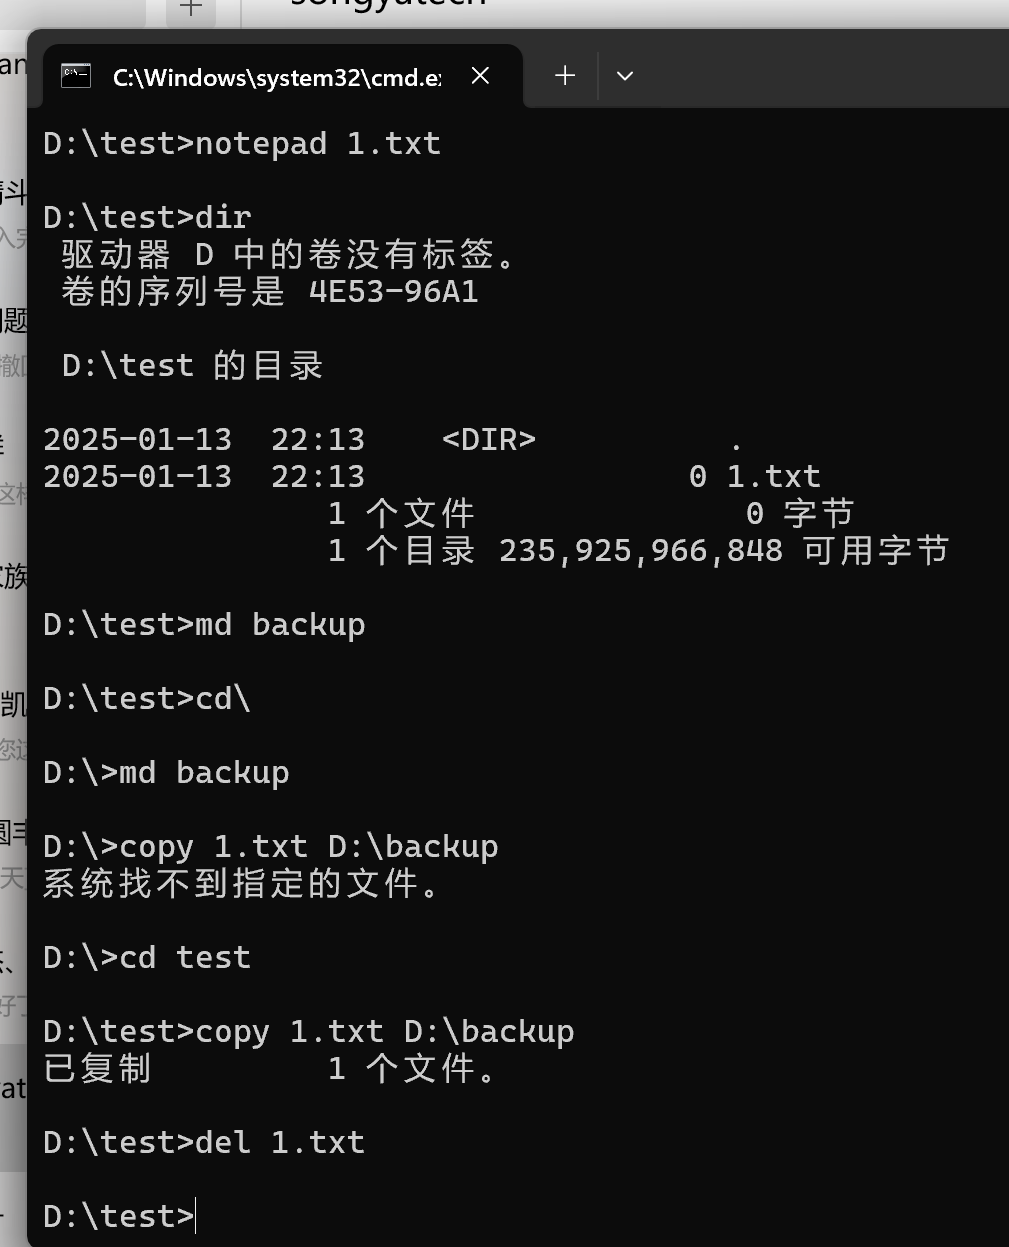 songyutech
C:\Windows\system32\cmd.e
D:\test>notepad 1.txt
D:\test>dir
驱动器 D 中的卷没有标签。
卷的序列号是 4E53-96A1
D:\test 的目录
2025-01-13  22:13    <DIR>          .
2025-01-13  22:13                 0 1.txt
1 个文件              0 字节
1 个目录 235,925,966,848 可用字节
D:\test>md backup
D:\test>cd\
D:\>md backup
D:\>copy 1.txt D:\backup
系统找不到指定的文件。
D:\>cd test
D:\test>copy 1.txt D:\backup
已复制         1 个文件。
D:\test>del 1.txt
D:\test>